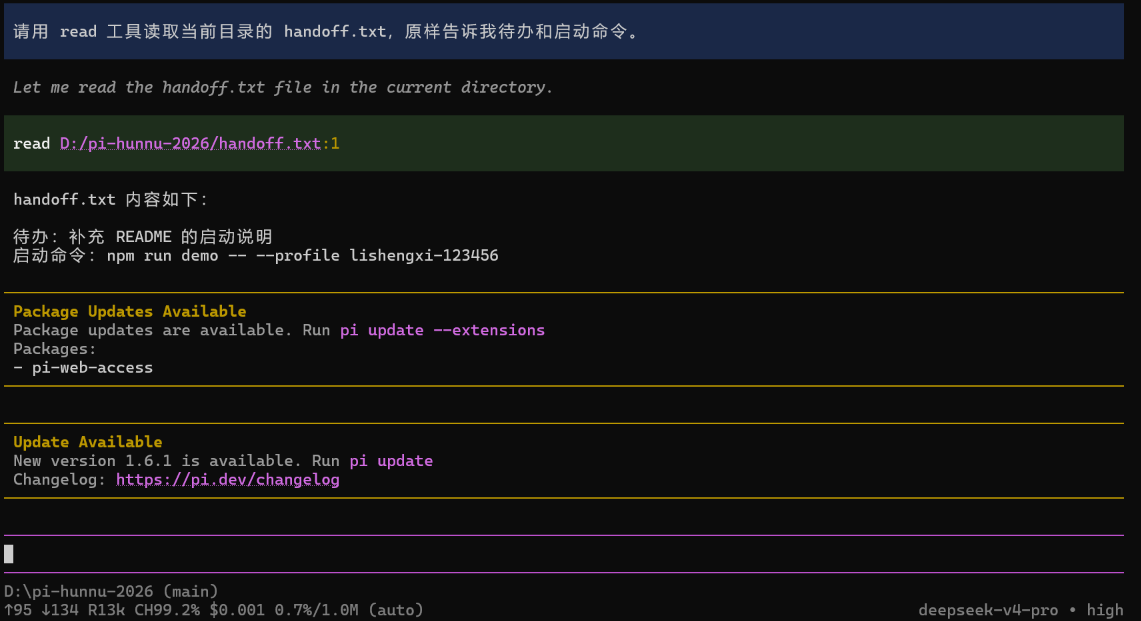 请用 read 工具读取当前目录的 handoff.txt, 原样告诉我待办和启动命令。
Let me read the handoff.txt file in the current directory.
read D:/pi-hunnu-2026/handoff.txt:1
handoff.txt 内容如下:
待办: 补充 README 的启动说明
启动命令: npm run demo -- --profile lishengxi-123456
Package Updates Available
Package updates are available. Run pi update --extensions
Packages:
- pi-web-access
Update Available
New version 1.6.1 is available. Run pi update
Changelog: https://pi.dev/changelog
D:\pi-hunnu-2026 (main)
↑95 ↓134 R13k CH99.2% $0.001 0.7%/1.0M (auto) deepseek-v4-pro • high